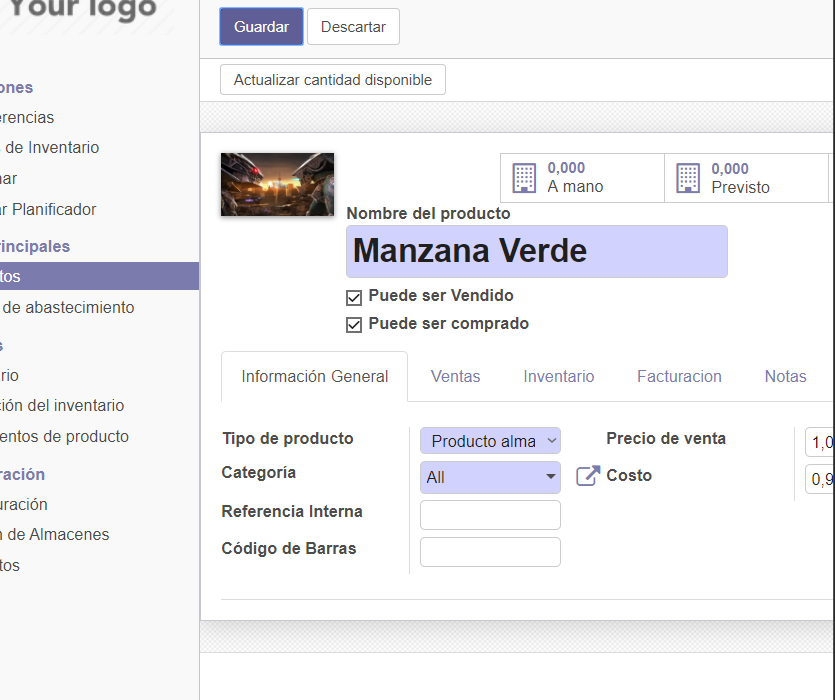 Your logo
ones
erencias
de Inventario
nar
ar Planificador
rincipales
tos
de abastecimiento
s
rio
ción del inventario
entos de producto
ración
uración
n de Almacenes
tos
Guardar
Descartar
Actualizar cantidad disponible
0,000
A mano
0,000
Previsto
Nombre del producto
Manzana Verde
Puede ser Vendido
Puede ser comprado
Información General
Ventas
Inventario
Facturacion
Notas
Tipo de producto
Producto alma
Precio de venta
1,0
Categoría
All
Costo
0,9
Referencia Interna
Código de Barras